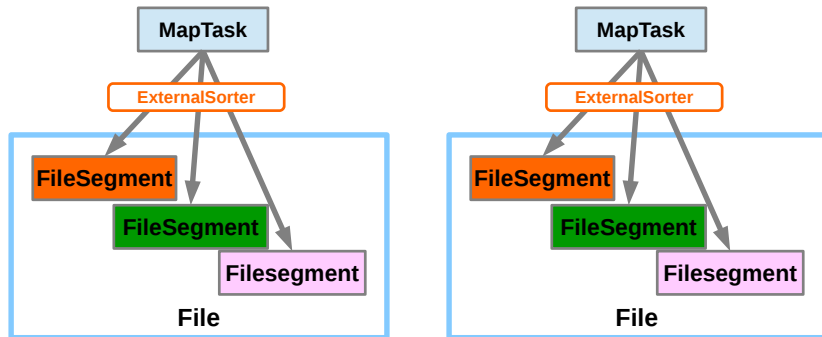 MapTask
ExternalSorter
FileSegment
FileSegment
Filesegment
File
MapTask
ExternalSorter
FileSegment
FileSegment
Filesegment
File